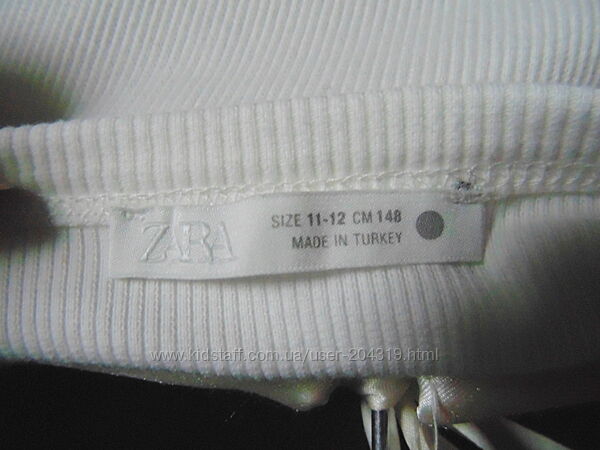 ZARA
SIZE 11-12 CM 148
MADE IN TURKEY
www.kidstaff.com.ua/user-204319.html